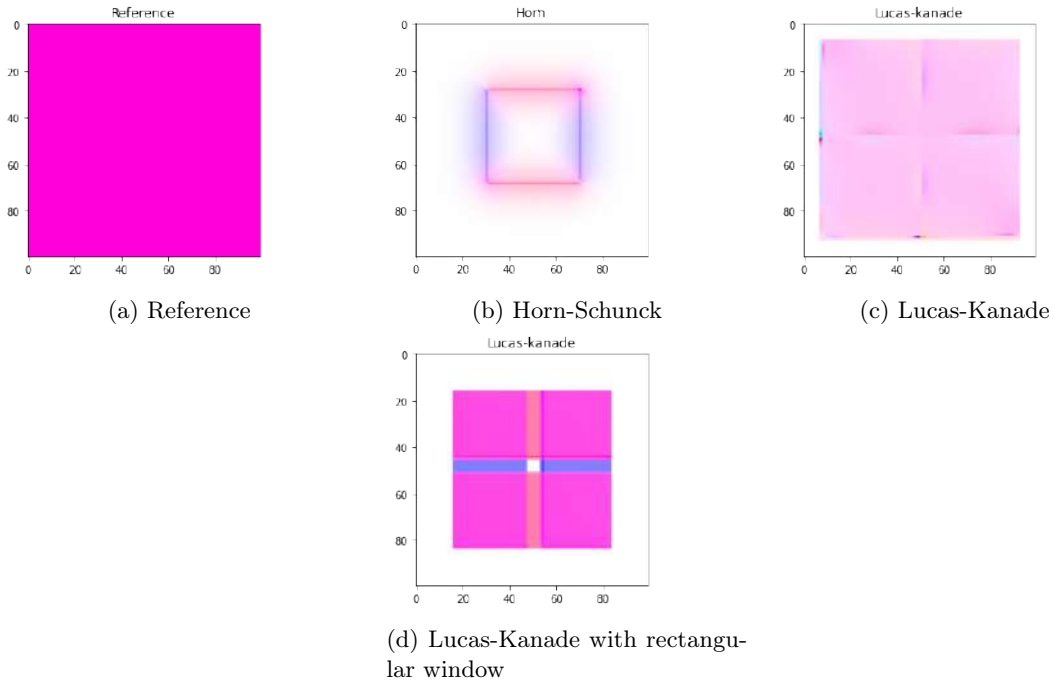 Reference
0
20
40
60
80
0 20 40 60 80
(a) Reference
Horn
0
20
40
60
80
0 20 40 60 80
(b) Horn-Schunck
Lucas-kanade
0
20
40
60
80
0 20 40 60 80
(c) Lucas-Kanade
Lucas-kanade
0
20
40
60
80
0 20 40 60 80
(d) Lucas-Kanade with rectangu-
lar window